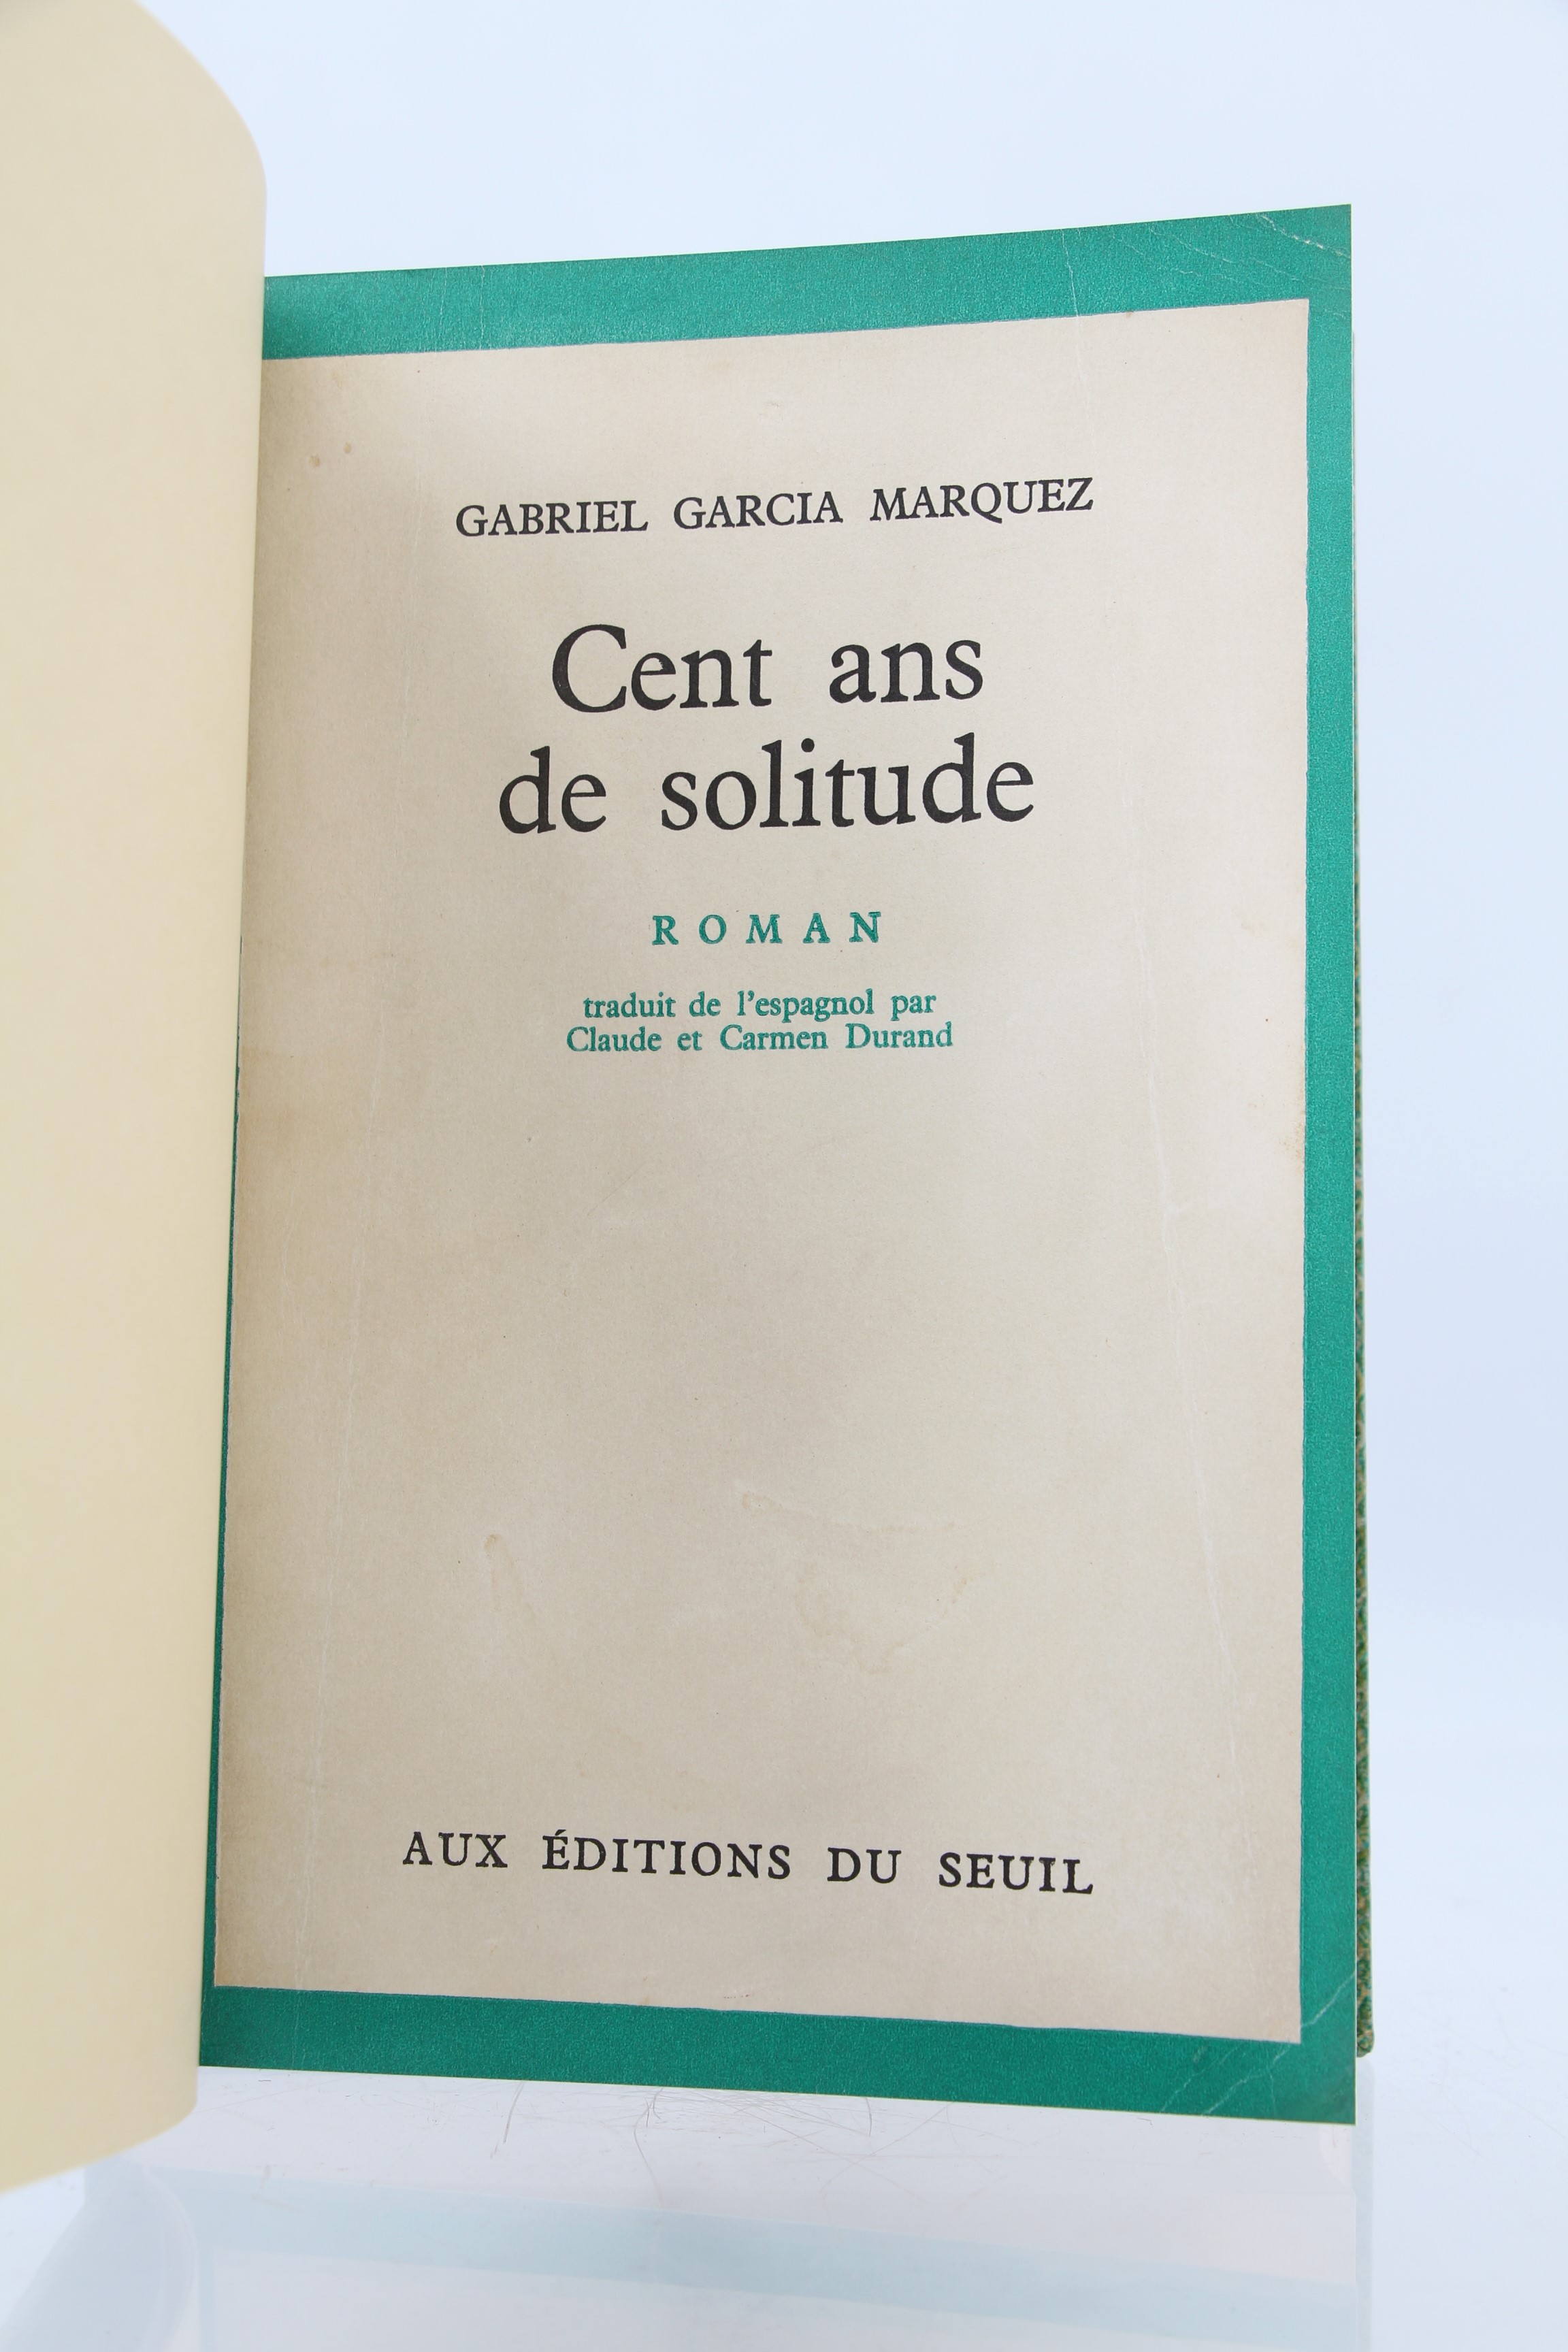 GABRIEL GARCIA MARQUEZ
Cent ans
de solitude
ROMAN
traduit de l'espagnol par
Claude et Carmen Durand
AUX ÉDITIONS DU SEUIL